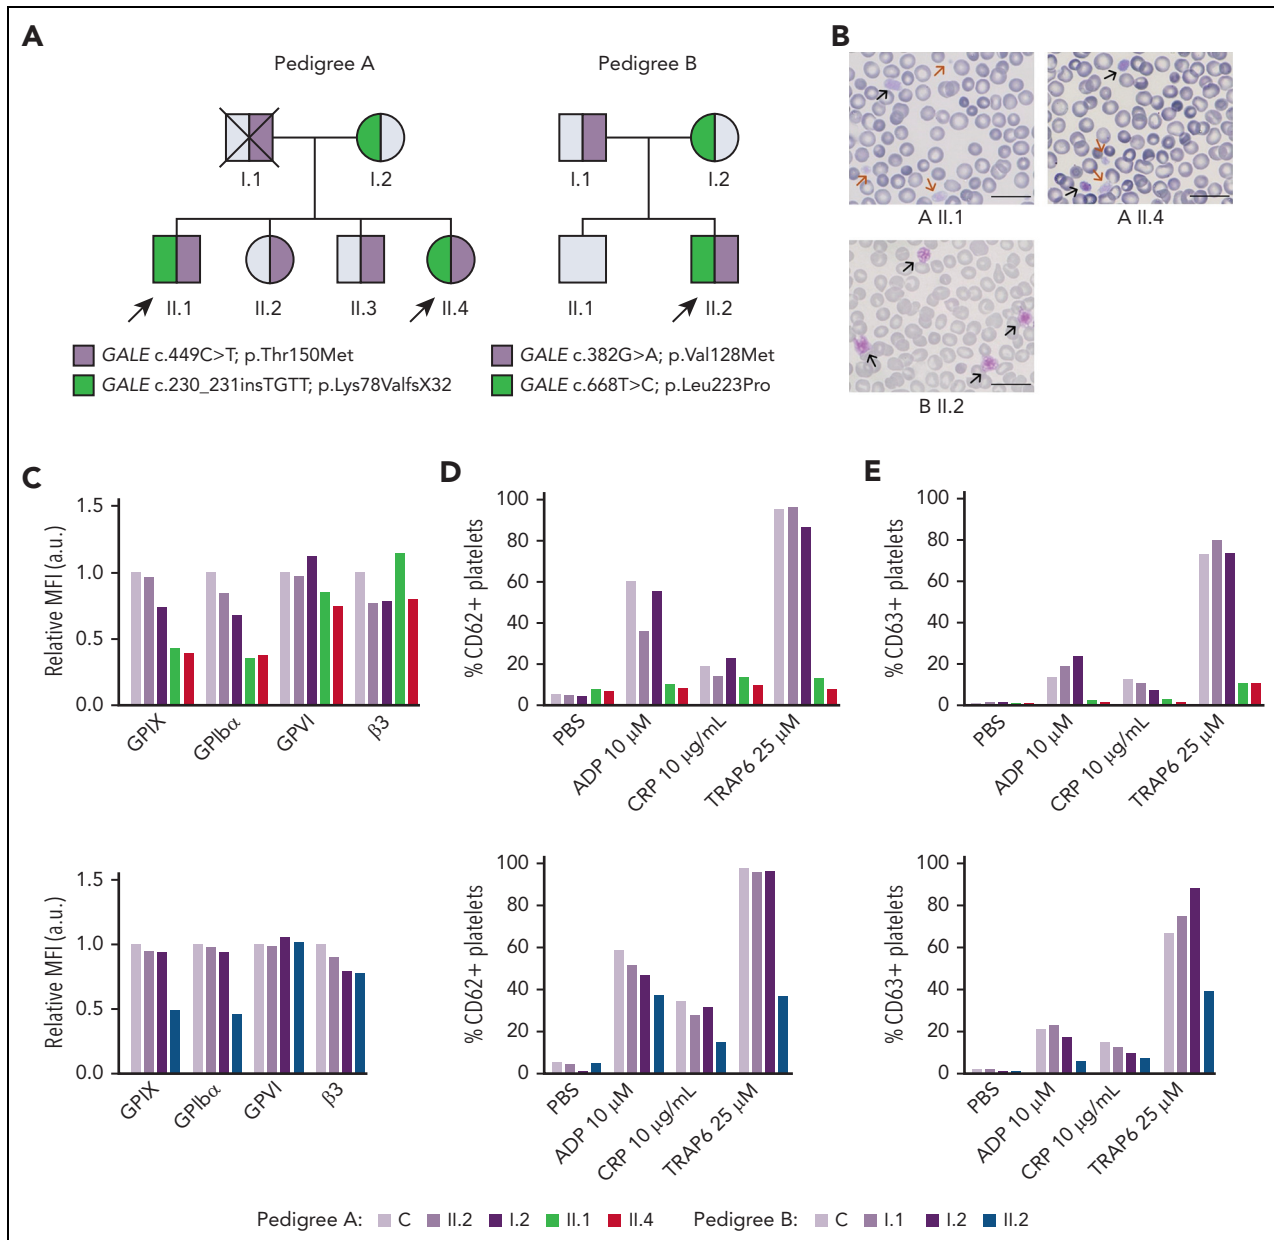 A
Pedigree A
Pedigree B
I.1
I.2
I.1
I.2
II.1
II.2
II.3
II.4
II.1
II.2
GALE c.449C>T; p.Thr150Met
GALE c.230_231insTGTT; p.Lys78ValfsX32
GALE c.382G>A; p.Val128Met
GALE c.668T>C; p.Leu223Pro
B
A II.1
A II.4
B II.2
C
Relative MFI (a.u.)
1.5
1.0
0.5
0.0
GPIX
GPIbα
GPVI
β3
D
% CD62+ platelets
100
80
60
40
20
0
PBS
ADP 10 μM
CRP 10 μg/mL
TRAP6 25 μM
E
% CD63+ platelets
100
80
60
40
20
0
PBS
ADP 10 μM
CRP 10 μg/mL
TRAP6 25 μM
Relative MFI (a.u.)
1.5
1.0
0.5
0.0
GPIX
GPIbα
GPVI
β3
% CD62+ platelets
100
80
60
40
20
0
PBS
ADP 10 μM
CRP 10 μg/mL
TRAP6 25 μM
% CD63+ platelets
100
80
60
40
20
0
PBS
ADP 10 μM
CRP 10 μg/mL
TRAP6 25 μM
Pedigree A: C II.2 I.2 II.1 II.4 Pedigree B: C I.1 I.2 II.2